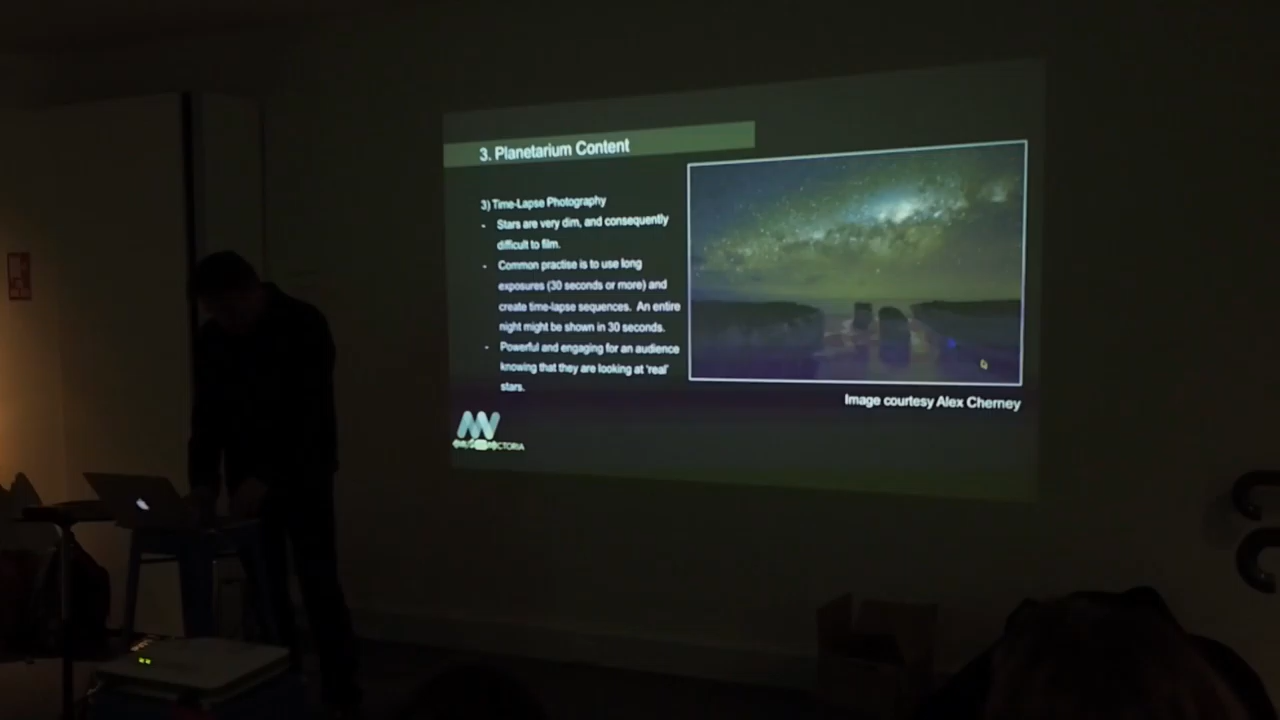 3. Planetarium Content
3) Time-Lapse Photography
- Stars are very dim, and consequently
difficult to film.
- Common practise is to use long
exposures (30 seconds or more) and
create time-lapse sequences. An entire
night might be shown in 30 seconds.
- Powerful and engaging for an audience
knowing that they are looking at 'real'
stars.
Image courtesy Alex Cherney
MV